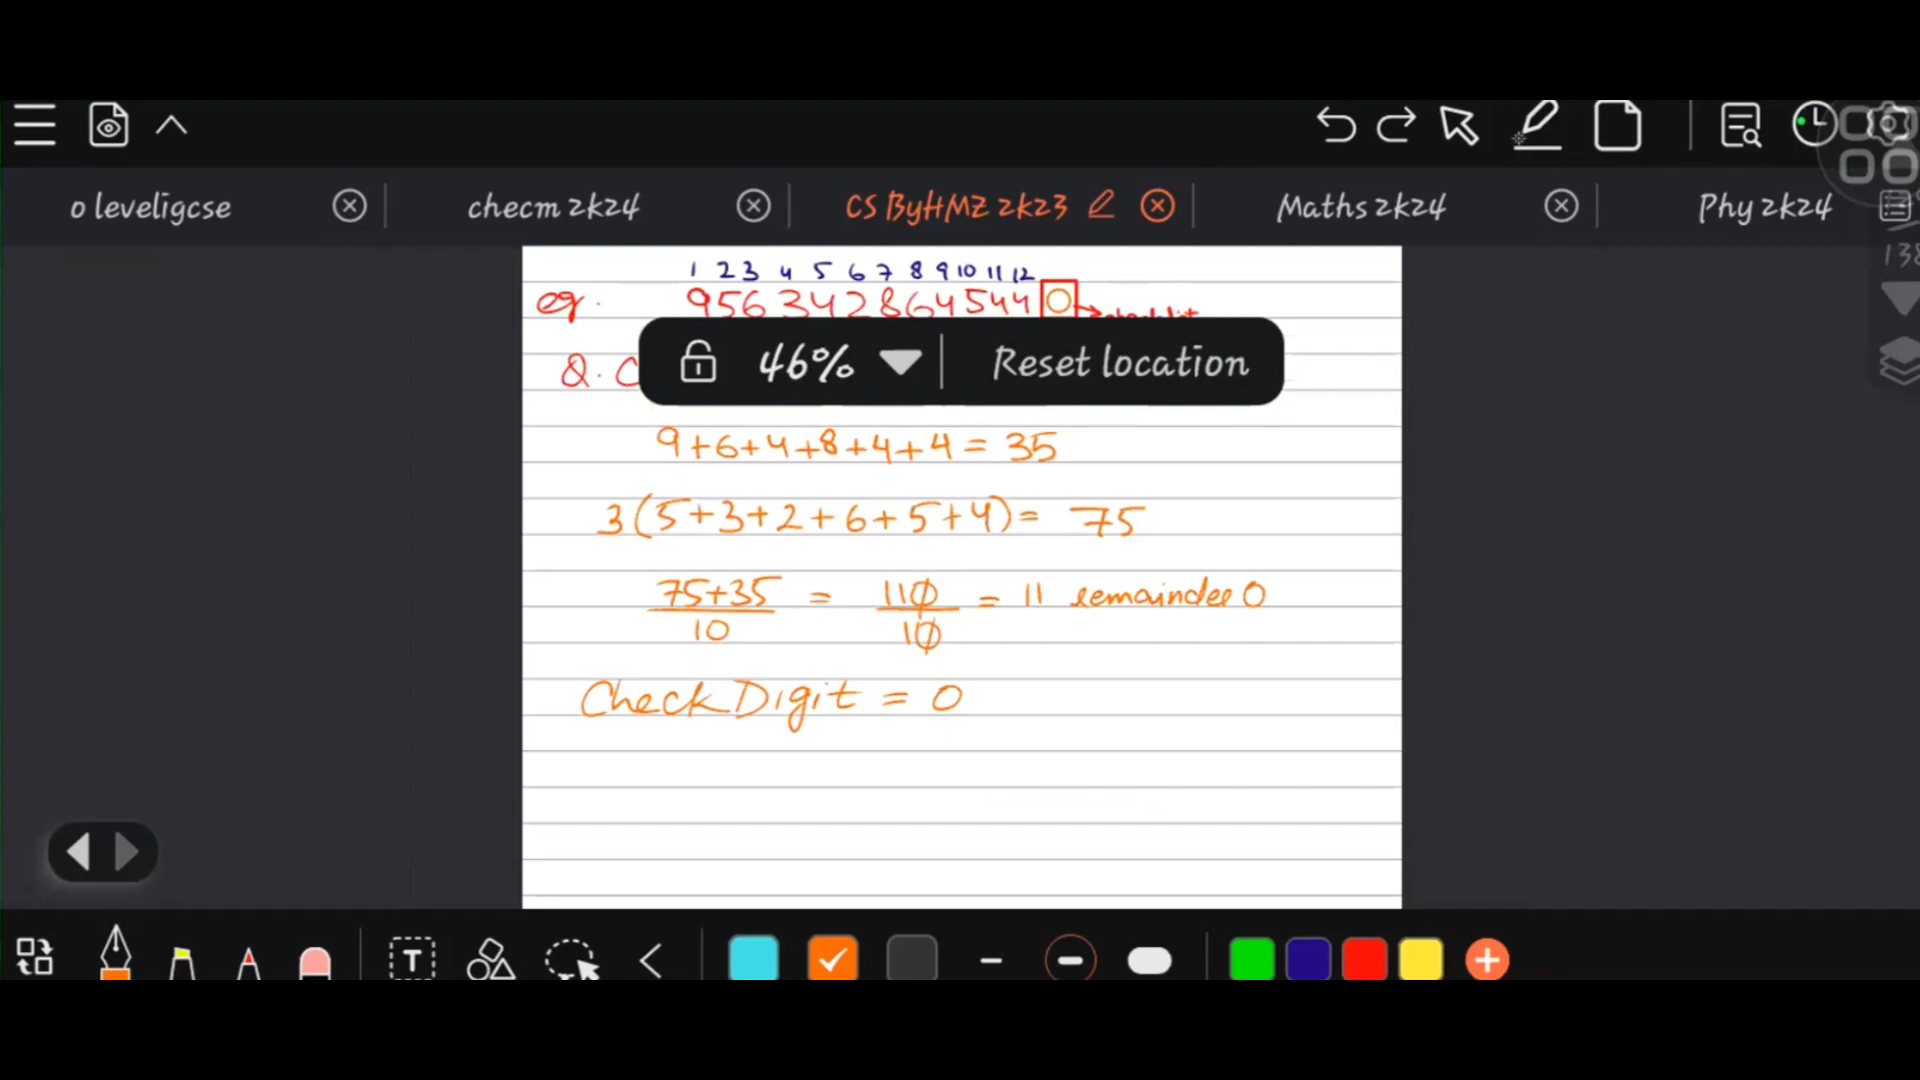 o leveligcse checm 2k24 CS ByHMZ 2k23 Maths 2k24 Phy 2k24
138
1 2 3 4 5 6 7 8 9 10 11 12
eg. 956342864544 0
Q. C
46% Reset location
9+6+4+8+4+4 = 35
3(5+3+2+6+5+4) = 75
75+35/10 = 110/10 = 11 remainder 0
Check Digit = 0
T